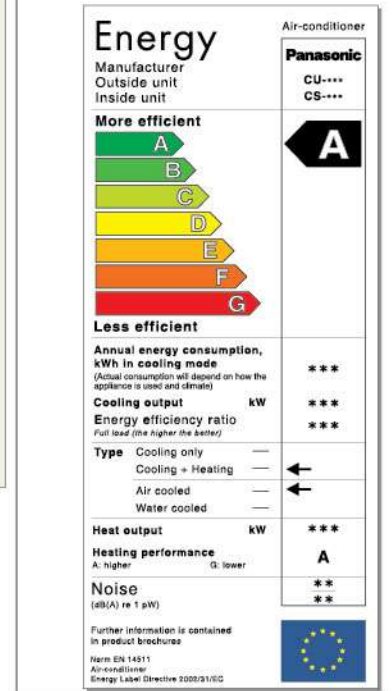 Energy
Air-conditioner
Manufacturer
Outside unit
Inside unit
Panasonic
CU-***
CS-***
More efficient
A
A
B
C
D
E
F
G
Less efficient
Annual energy consumption,
kWh in cooling mode
(Actual consumption will depend on how the
appliance is used and climate)
***
Cooling output kW ***
Energy efficiency ratio ***
Full load (the higher the better)
Type Cooling only —
Cooling + Heating —
Air cooled —
Water cooled —
Heat output kW ***
Heating performance A
A: higher G: lower
Noise **
(dB(A) re 1 pW) **
Further information is contained
in product brochures
Norm EN 14511
Air-conditioner
Energy Label Directive 2002/31/EC